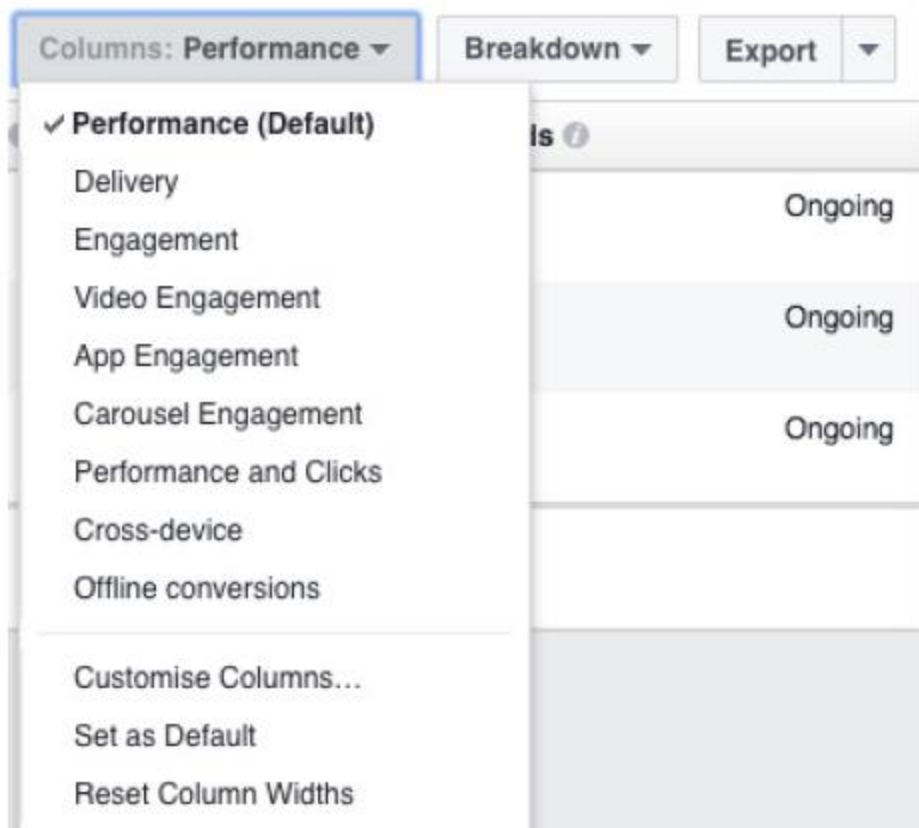 Columns: Performance Breakdown Export
Performance (Default)
Delivery
Ongoing
Engagement
Video Engagement
Ongoing
App Engagement
Carousel Engagement
Ongoing
Performance and Clicks
Cross-device
Offline conversions
Customise Columns...
Set as Default
Reset Column Widths